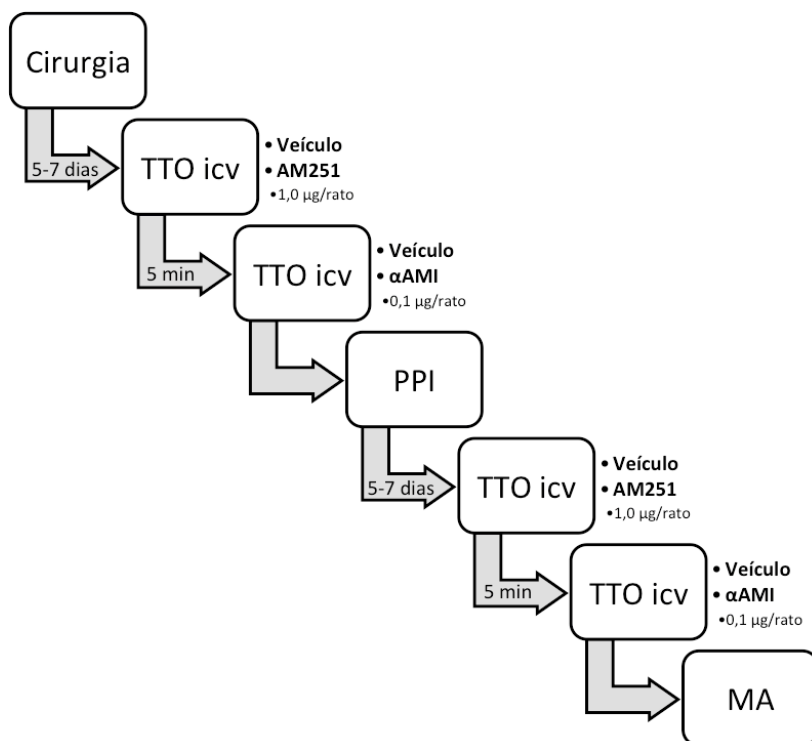 Cirurgia
5-7 dias
TTO icv
• Veículo
• AM251
•1,0 µg/rato
5 min
TTO icv
• Veículo
• αAMI
•0,1 µg/rato
PPI
5-7 dias
TTO icv
• Veículo
• AM251
•1,0 µg/rato
5 min
TTO icv
• Veículo
• αAMI
•0,1 µg/rato
MA